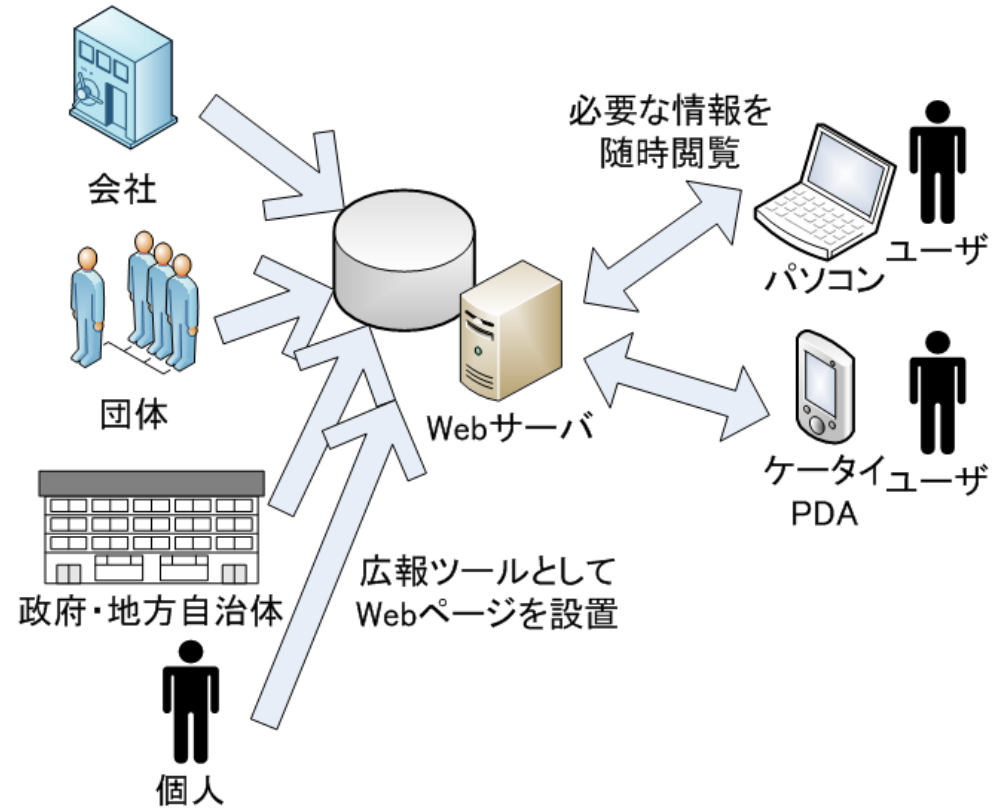 会社
団体
政府・地方自治体
個人
Webサーバ
広報ツールとして
Webページを設置
必要な情報を
随時閲覧
パソコン
ユーザ
ケータイ
PDA
ユーザ